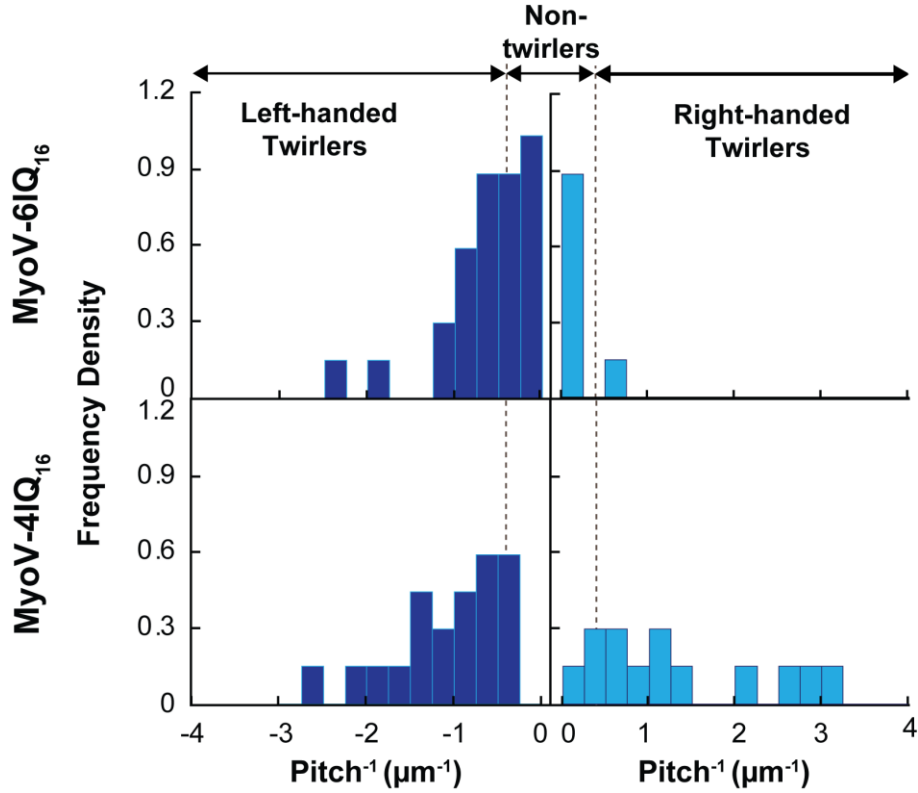 Non-
twirlers
Left-handed
Twirlers
Right-handed
Twirlers
MyoV-6IQ₁₆
MyoV-4IQ₁₆
Frequency Density
1.2
0.9
0.6
0.3
0
1.2
0.9
0.6
0.3
0
-4 -3 -2 -1 0 0 1 2 3 4
Pitch⁻¹ (µm⁻¹) Pitch⁻¹ (µm⁻¹)